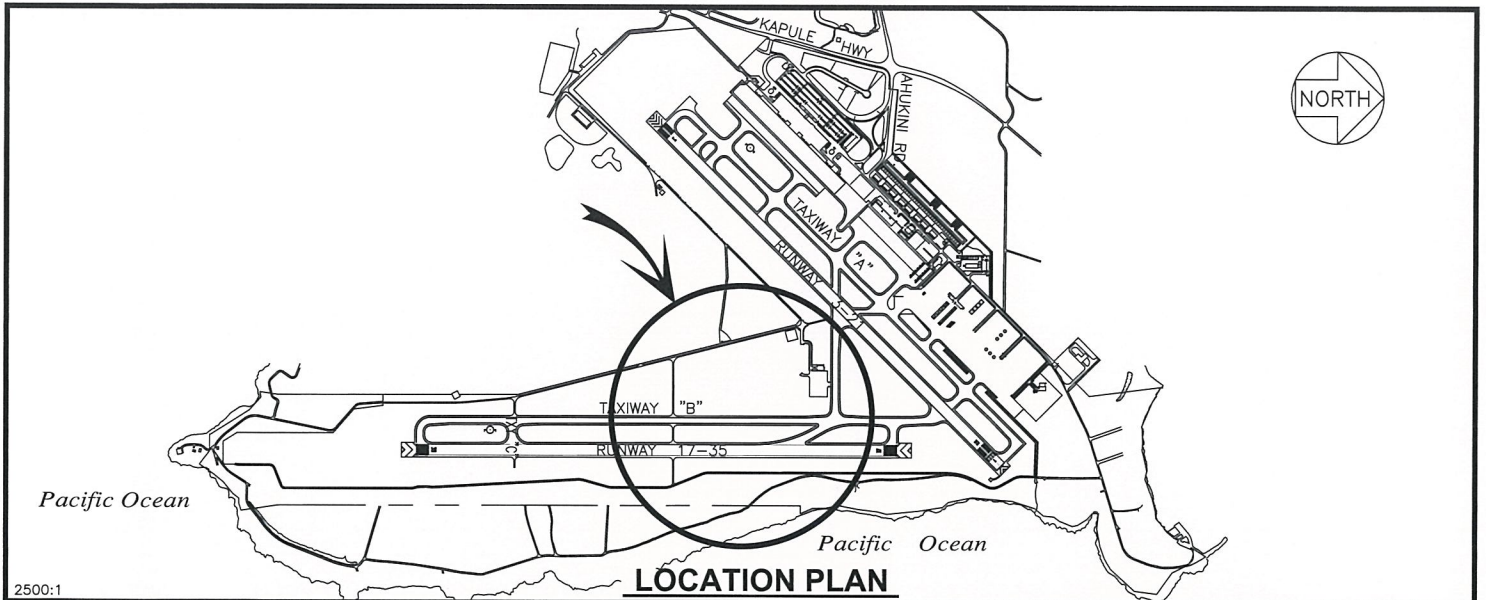 KAPULE HWY
AHUKINI RD
NORTH
TAXIWAY
"A"
RUNWAY
TAXIWAY "B"
RUNWAY 17-35
Pacific Ocean
Pacific Ocean
LOCATION PLAN
2500:1